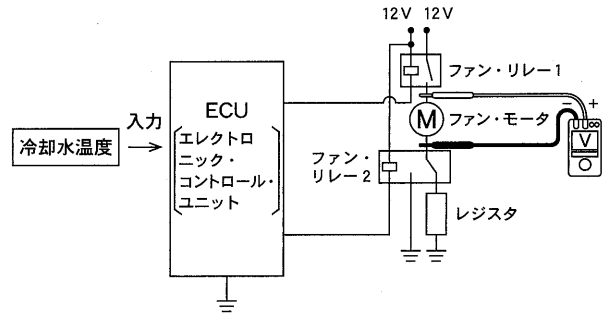 12V 12V
ファン・リレー1
ECU
エレクトロ
ニック・
コントロール・
ユニット
入力
冷却水温度
M
ファン・モータ
− +
V
ファン・
リレー2
レジスタ